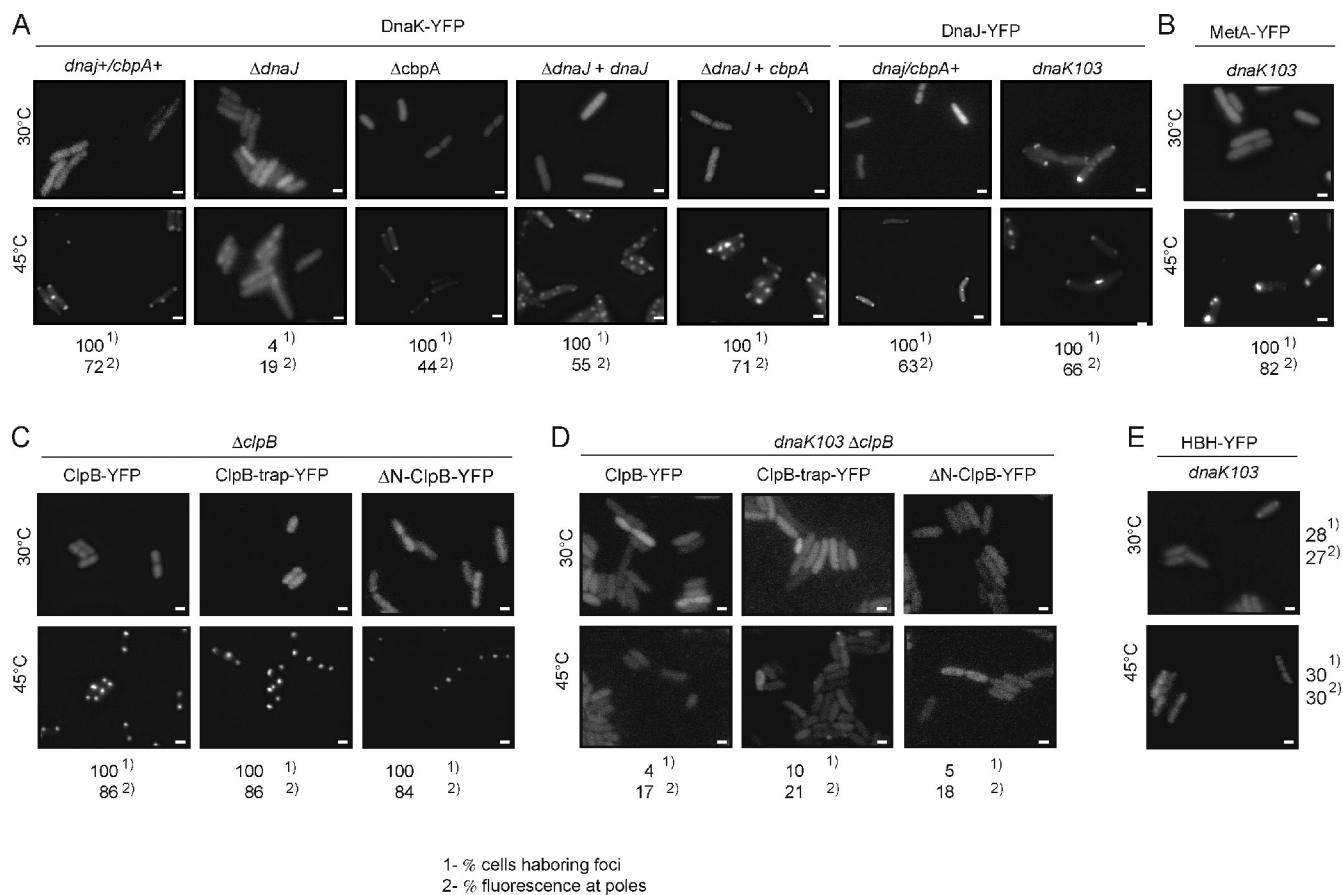 A
DnaK-YFP
DnaJ-YFP
dnaj+/cbpA+
ΔdnaJ
ΔcbpA
ΔdnaJ + dnaJ
ΔdnaJ + cbpA
dnaj/cbpA+
dnaK103
30°C
45°C
100 1)
72 2)
4 1)
19 2)
100 1)
44 2)
100 1)
55 2)
100 1)
71 2)
100 1)
63 2)
100 1)
66 2)
B
MetA-YFP
dnaK103
30°C
45°C
100 1)
82 2)
C
ΔclpB
ClpB-YFP
ClpB-trap-YFP
ΔN-ClpB-YFP
30°C
45°C
100 1)
86 2)
100 1)
86 2)
100 1)
84 2)
D
dnaK103 ΔclpB
ClpB-YFP
ClpB-trap-YFP
ΔN-ClpB-YFP
30°C
45°C
4 1)
17 2)
10 1)
21 2)
5 1)
18 2)
E
HBH-YFP
dnaK103
30°C
28 1)
27 2)
45°C
30 1)
30 2)
1- % cells haboring foci
2- % fluorescence at poles